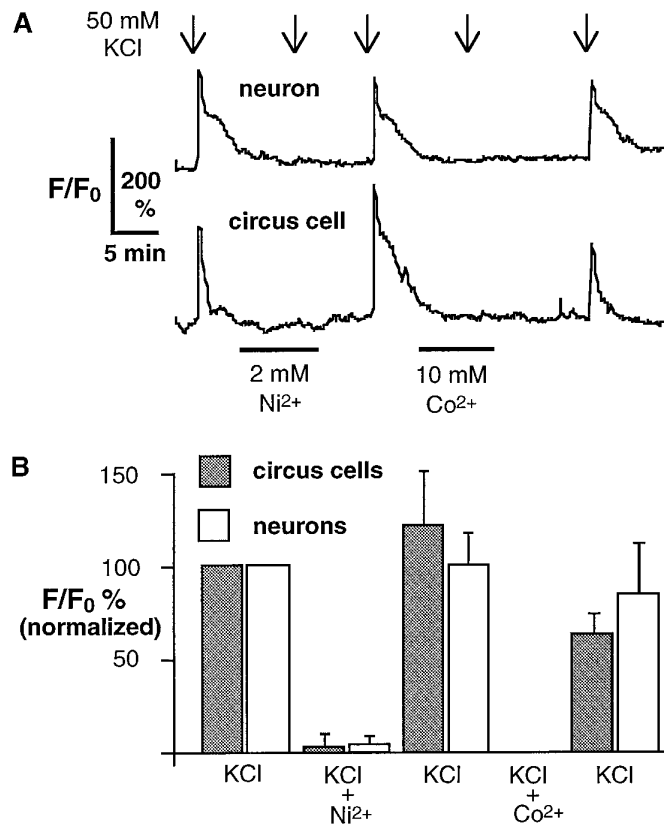 A
50 mM
KCl
neuron
F/F₀
200
%
circus cell
5 min
2 mM
Ni²⁺
10 mM
Co²⁺
B
150
circus cells
neurons
100
F/F₀ %
(normalized)
50
KCl
KCl
+
Ni²⁺
KCl
KCl
+
Co²⁺
KCl